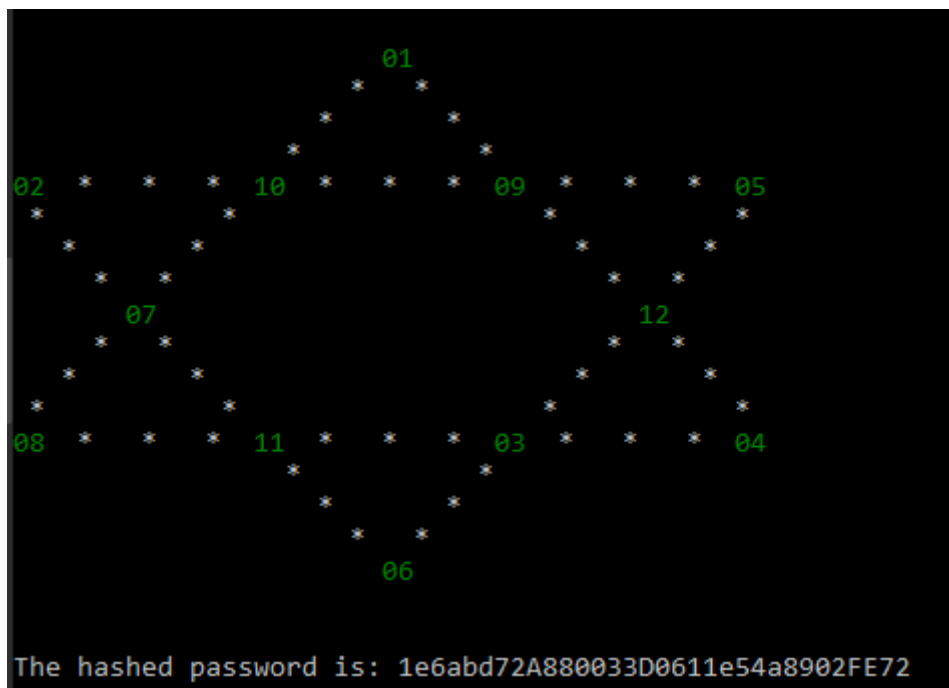 01
02 * * * 10 * * * 09 * * * 05
07 12
08 * * * 11 * * * 03 * * * 04
06
The hashed password is: 1e6abd72A880033D0611e54a8902FE72